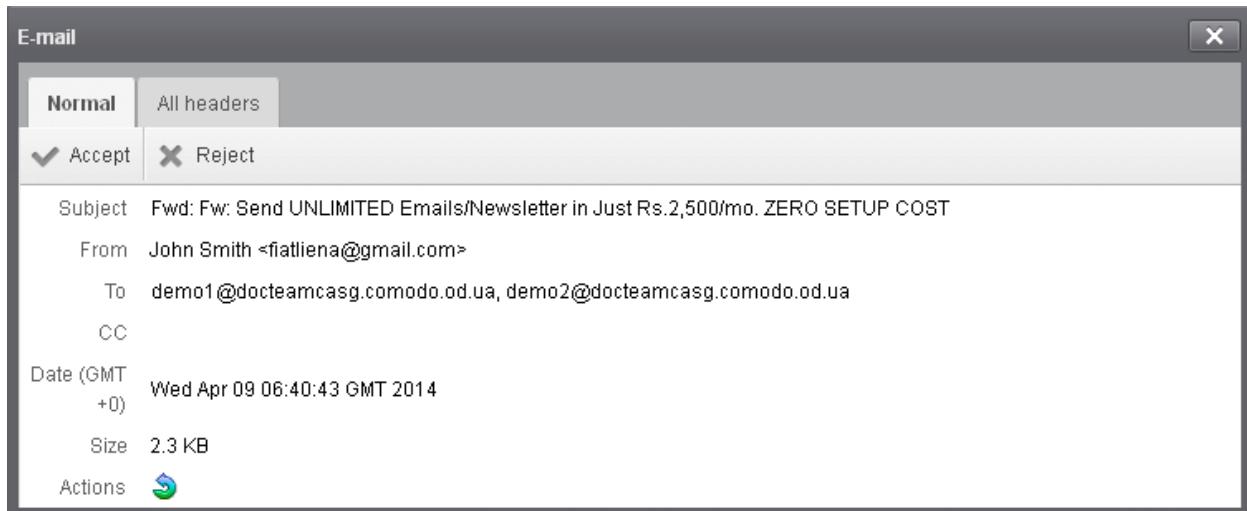 E-mail
Normal All headers
Accept Reject
Subject Fwd: Fw: Send UNLIMITED Emails/Newsletter in Just Rs.2,500/mo. ZERO SETUP COST
From John Smith <fiatliena@gmail.com>
To demo1@docteamcasg.comodo.od.ua, demo2@docteamcasg.comodo.od.ua
CC
Date (GMT
+0) Wed Apr 09 06:40:43 GMT 2014
Size 2.3 KB
Actions